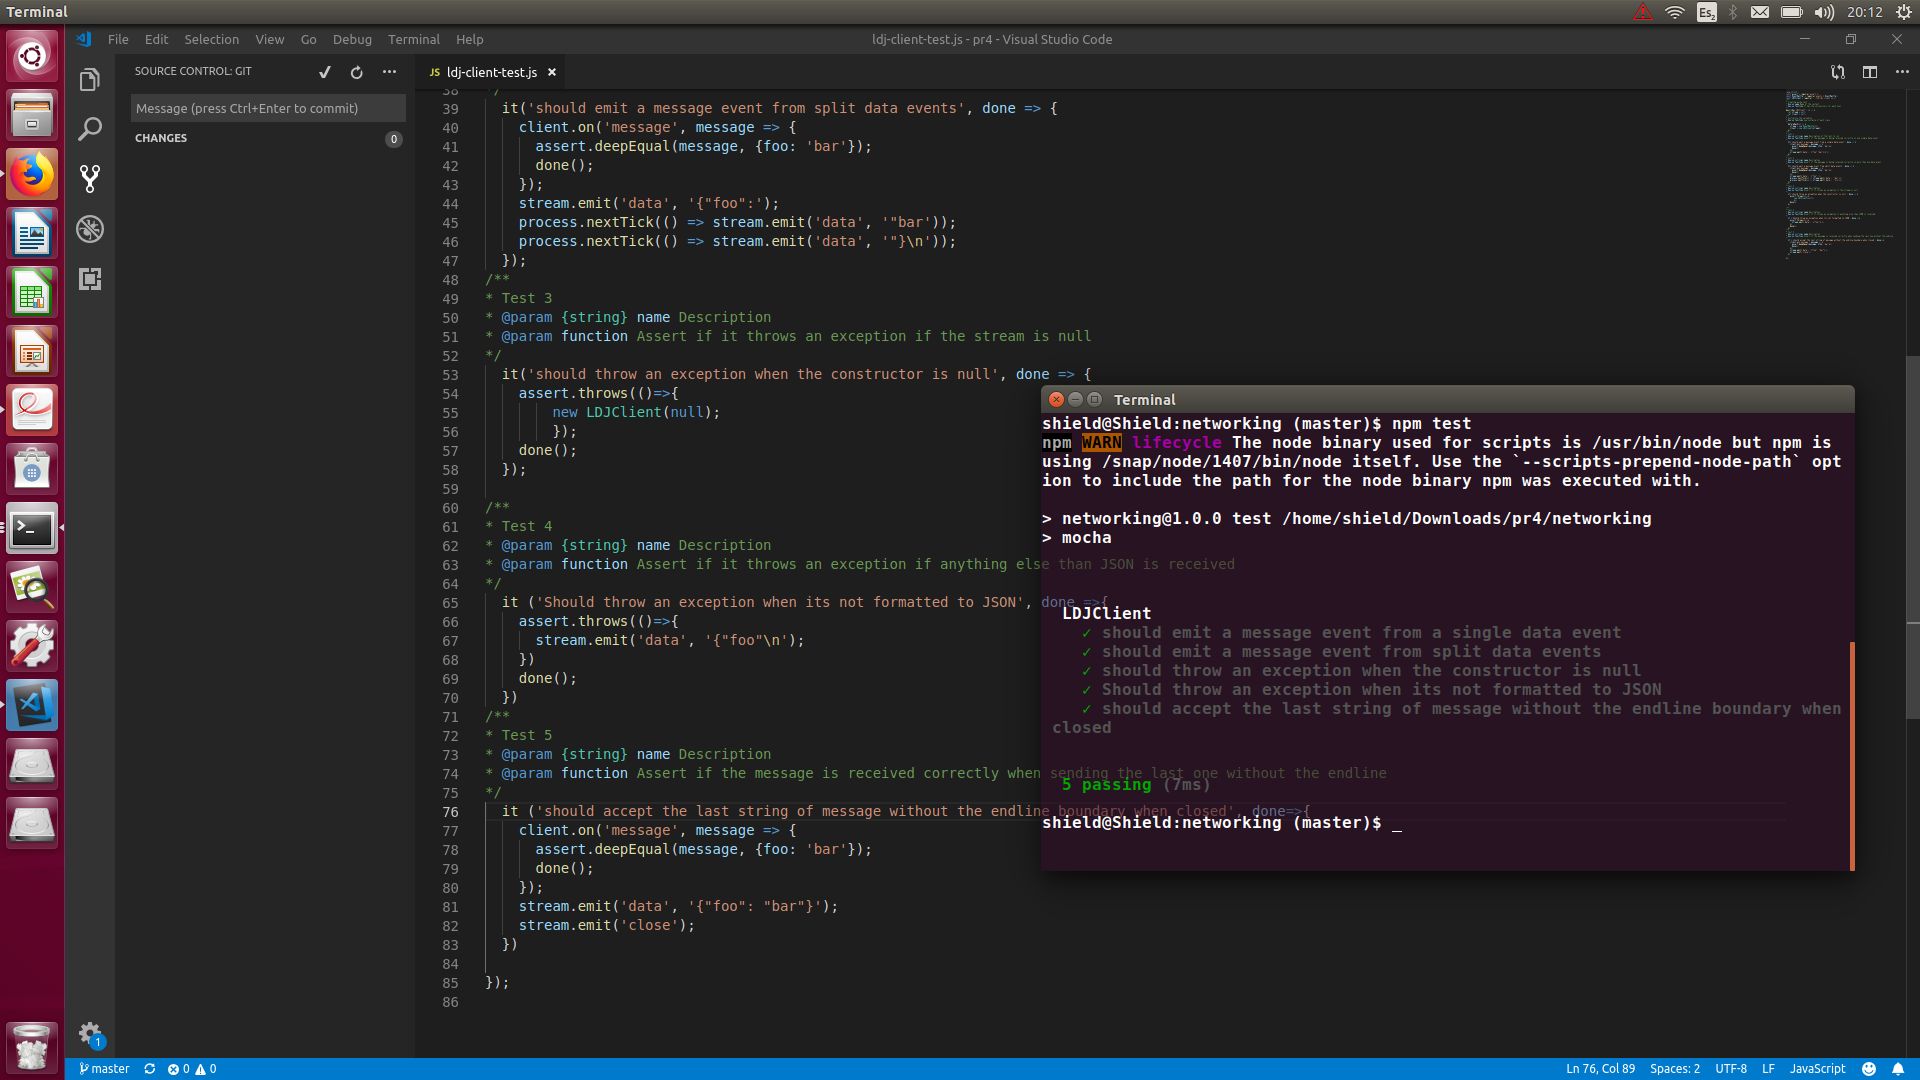 Terminal
Es2
20:12
File Edit Selection View Go Debug Terminal Help
ldj-client-test.js - pr4 - Visual Studio Code
SOURCE CONTROL: GIT
Message (press Ctrl+Enter to commit)
CHANGES
0
JS ldj-client-test.js ×
38 */
39 it('should emit a message event from split data events', done => {
40 client.on('message', message => {
41 assert.deepEqual(message, {foo: 'bar'});
42 done();
43 });
44 stream.emit('data', '{"foo":');
45 process.nextTick(() => stream.emit('data', '"bar'));
46 process.nextTick(() => stream.emit('data', '"}\n'));
47 });
48 /**
49 * Test 3
50 * @param {string} name Description
51 * @param function Assert if it throws an exception if the stream is null
52 */
53 it('should throw an exception when the constructor is null', done => {
54 assert.throws(()=>{
55 new LDJClient(null);
56 });
57 done();
58 });
59
60 /**
61 * Test 4
62 * @param {string} name Description
63 * @param function Assert if it throws an exception if anything else than JSON is received
64 */
65 it ('Should throw an exception when its not formatted to JSON', done =>{
66 assert.throws(()=>{
67 stream.emit('data', '{"foo"\n');
68 })
69 done();
70 })
71 /**
72 * Test 5
73 * @param {string} name Description
74 * @param function Assert if the message is received correctly when sending the last one without the endline
75 */
76 it ('should accept the last string of message without the endline boundary when closed', done=>{
77 client.on('message', message => {
78 assert.deepEqual(message, {foo: 'bar'});
79 done();
80 });
81 stream.emit('data', '{"foo": "bar"}');
82 stream.emit('close');
83 })
84
85 });
86
Terminal
shield@Shield:networking (master)$ npm test
npm WARN lifecycle The node binary used for scripts is /usr/bin/node but npm is
using /snap/node/1407/bin/node itself. Use the `--scripts-prepend-node-path` opt
ion to include the path for the node binary npm was executed with.
> networking@1.0.0 test /home/shield/Downloads/pr4/networking
> mocha
LDJClient
✓ should emit a message event from a single data event
✓ should emit a message event from split data events
✓ should throw an exception when the constructor is null
✓ Should throw an exception when its not formatted to JSON
✓ should accept the last string of message without the endline boundary when
closed
5 passing (7ms)
shield@Shield:networking (master)$ _
1
master 0 0
Ln 76, Col 89 Spaces: 2 UTF-8 LF JavaScript